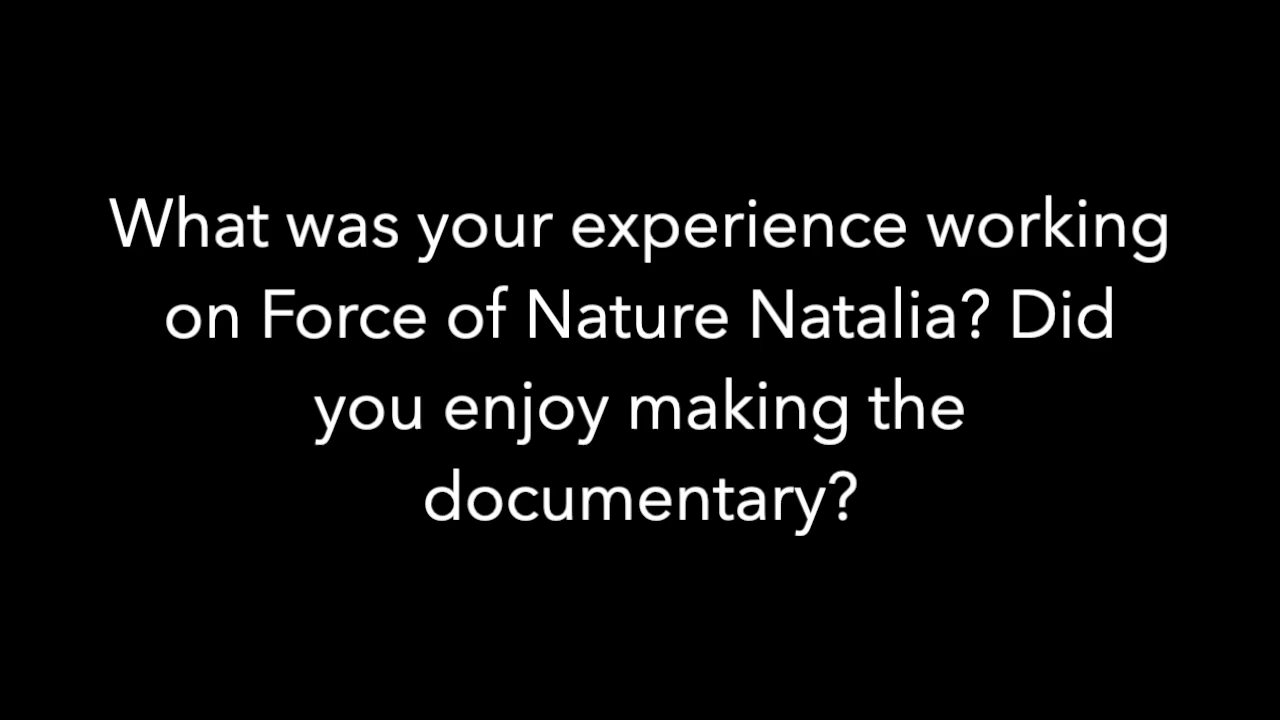 What was your experience working
on Force of Nature Natalia? Did
you enjoy making the
documentary?